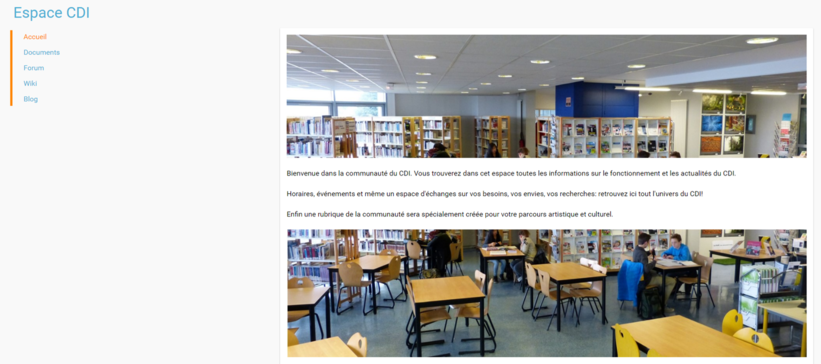 Espace CDI
Accueil
Documents
Forum
Wiki
Blog
Bienvenue dans la communauté du CDI. Vous trouverez dans cet espace toutes les informations sur le fonctionnement et les actualités du CDI.
Horaires, événements et même un espace d'échanges sur vos besoins, vos envies, vos recherches: retrouvez ici tout l'univers du CDI!
Enfin une rubrique de la communauté sera spécialement créée pour votre parcours artistique et culturel.